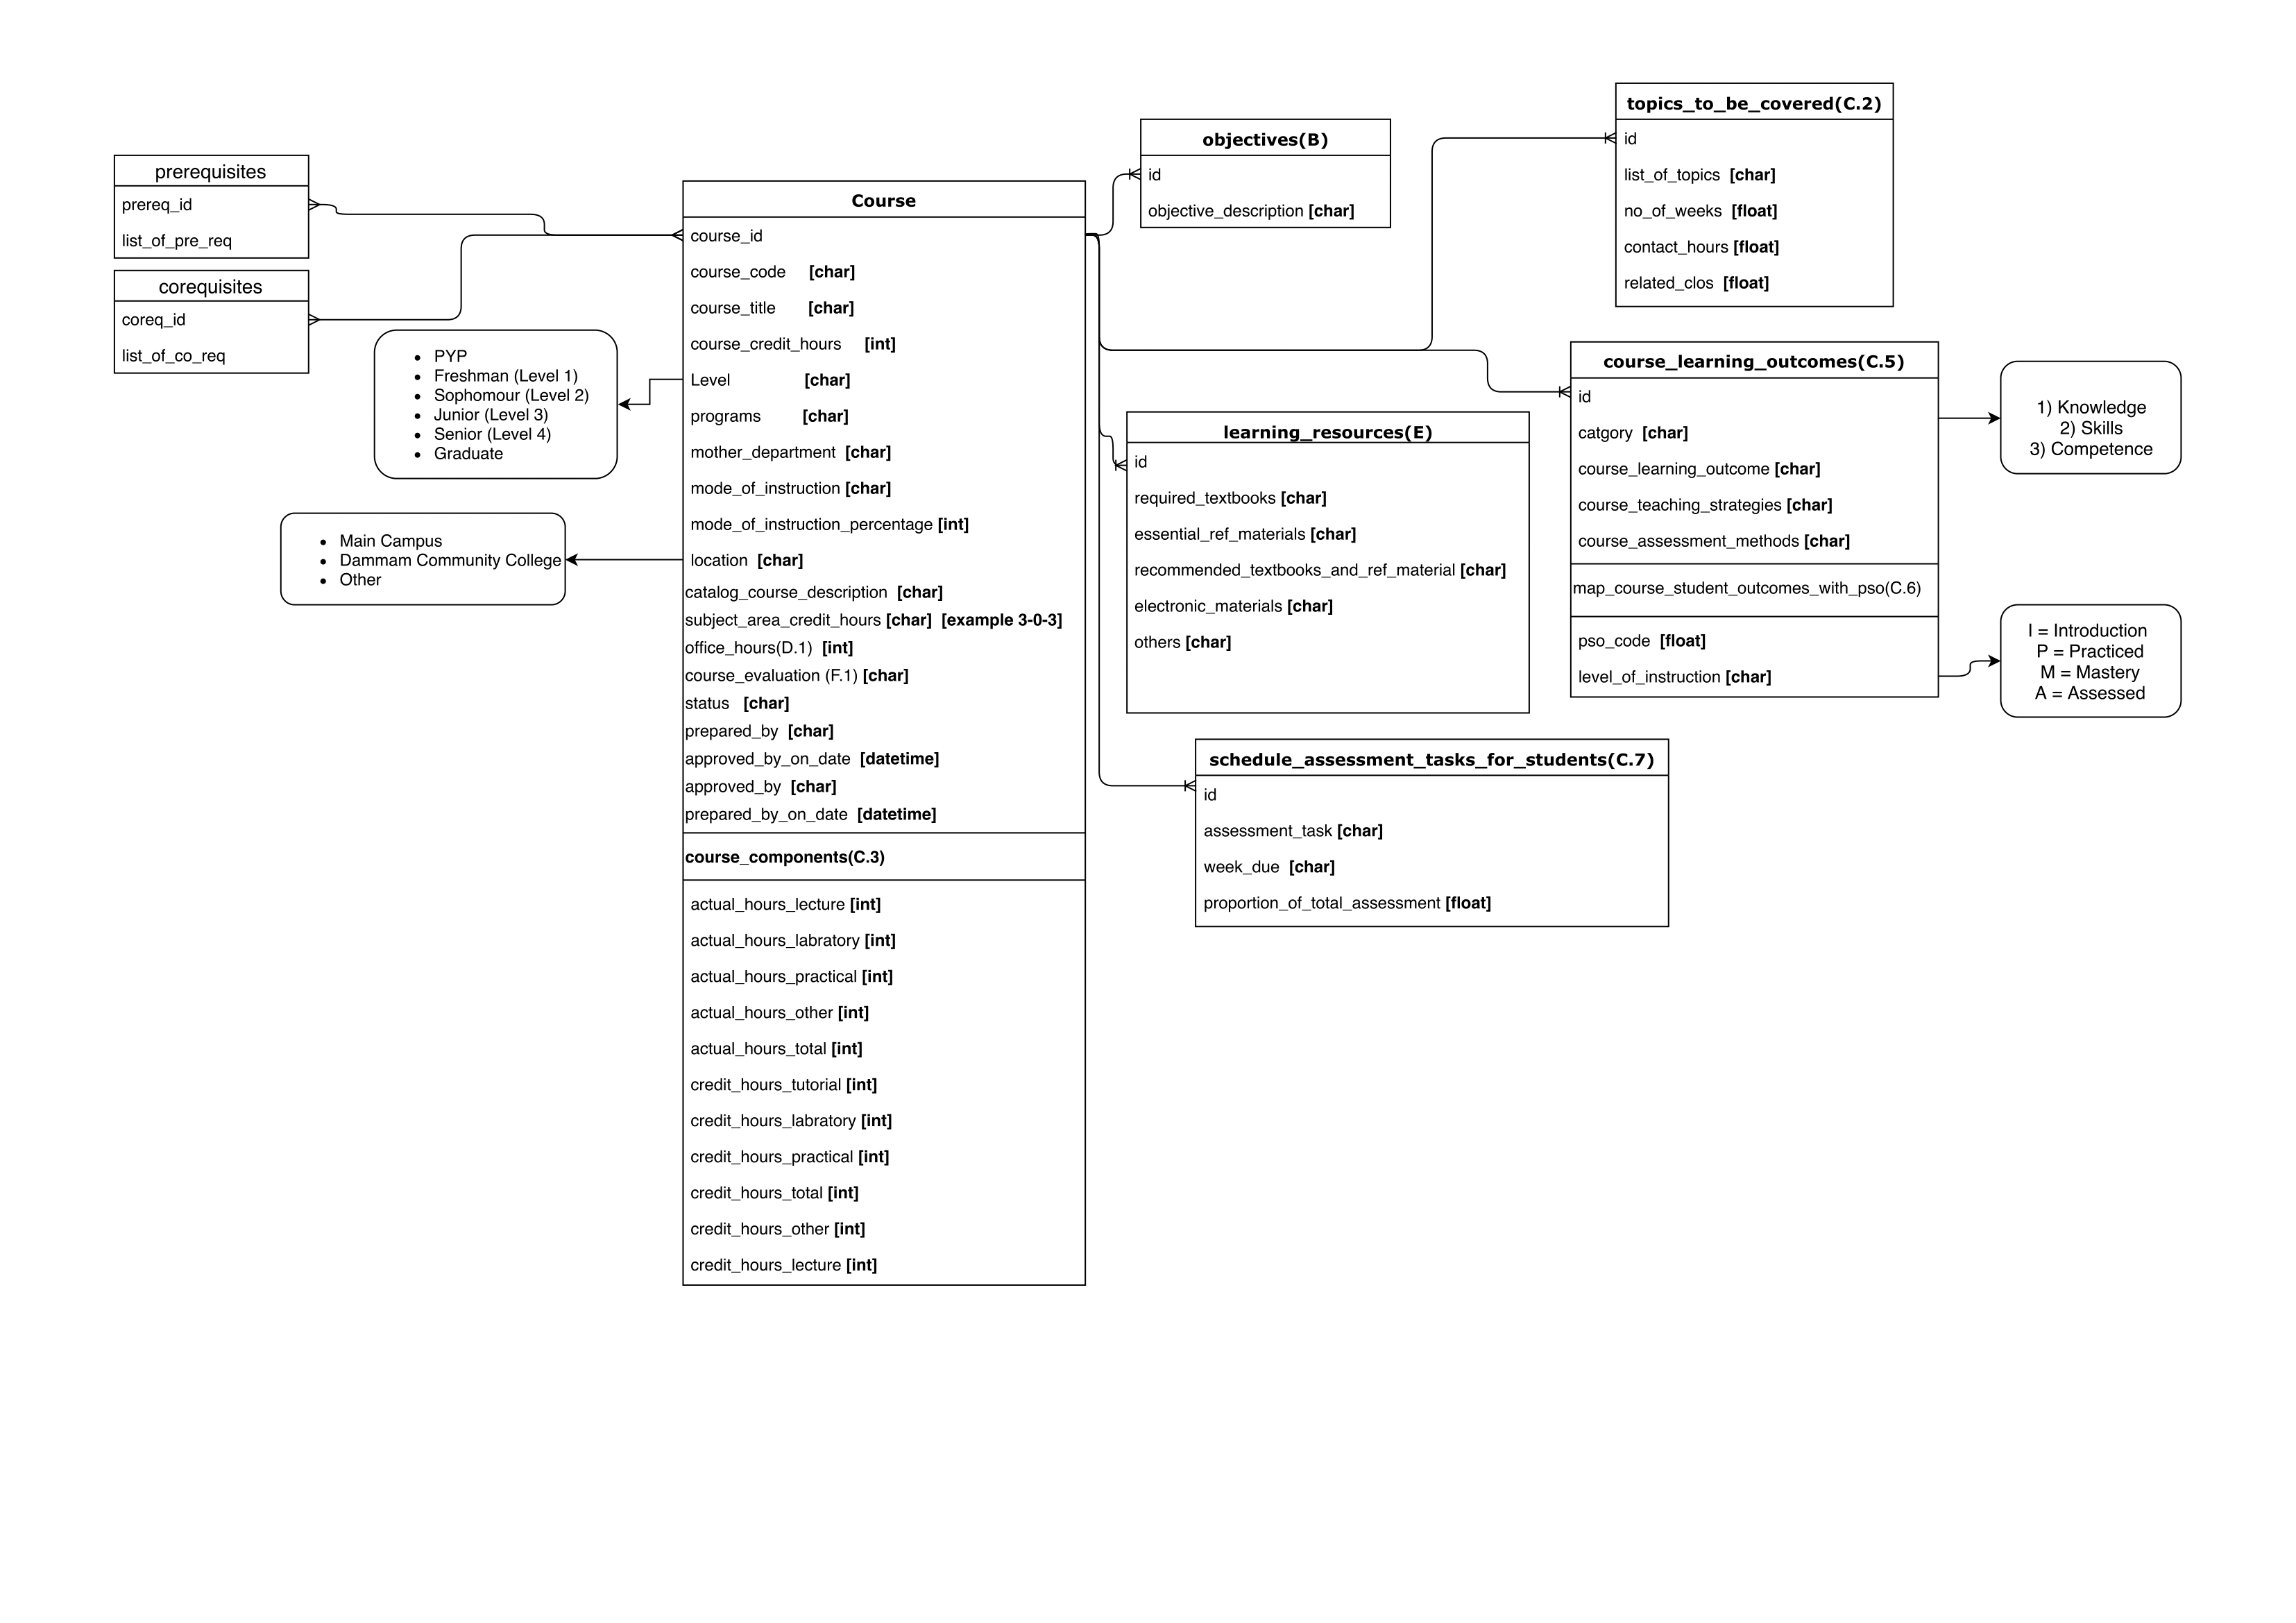 prerequisites
prereq_id
list_of_pre_req
corequisites
coreq_id
list_of_co_req
PYP
Freshman (Level 1)
Sophomour (Level 2)
Junior (Level 3)
Senior (Level 4)
Graduate
Main Campus
Dammam Community College
Other
Course
course_id
course_code [char]
course_title [char]
course_credit_hours [int]
Level [char]
programs [char]
mother_department [char]
mode_of_instruction [char]
mode_of_instruction_percentage [int]
location [char]
catalog_course_description [char]
subject_area_credit_hours [char] [example 3-0-3]
office_hours(D.1) [int]
course_evaluation (F.1) [char]
status [char]
prepared_by [char]
approved_by_on_date [datetime]
approved_by [char]
prepared_by_on_date [datetime]
course_components(C.3)
actual_hours_lecture [int]
actual_hours_labratory [int]
actual_hours_practical [int]
actual_hours_other [int]
actual_hours_total [int]
credit_hours_tutorial [int]
credit_hours_labratory [int]
credit_hours_practical [int]
credit_hours_total [int]
credit_hours_other [int]
credit_hours_lecture [int]
objectives(B)
id
objective_description [char]
learning_resources(E)
id
required_textbooks [char]
essential_ref_materials [char]
recommended_textbooks_and_ref_material [char]
electronic_materials [char]
others [char]
schedule_assessment_tasks_for_students(C.7)
id
assessment_task [char]
week_due [char]
proportion_of_total_assessment [float]
topics_to_be_covered(C.2)
id
list_of_topics [char]
no_of_weeks [float]
contact_hours [float]
related_clos [float]
course_learning_outcomes(C.5)
id
catgory [char]
course_learning_outcome [char]
course_teaching_strategies [char]
course_assessment_methods [char]
map_course_student_outcomes_with_pso(C.6)
pso_code [float]
level_of_instruction [char]
1) Knowledge
2) Skills
3) Competence
I = Introduction
P = Practiced
M = Mastery
A = Assessed